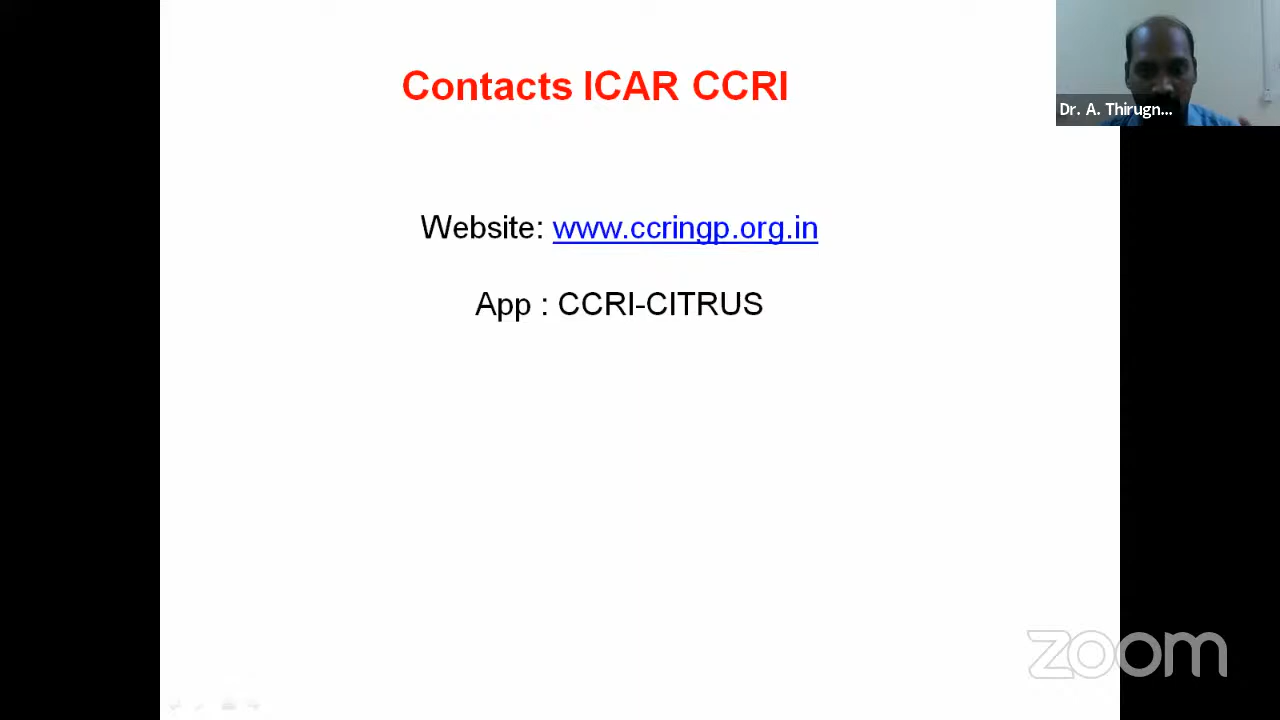 Contacts ICAR CCRI
Dr. A. Thirugn...
Website: www.ccringp.org.in
App : CCRI-CITRUS
zoom